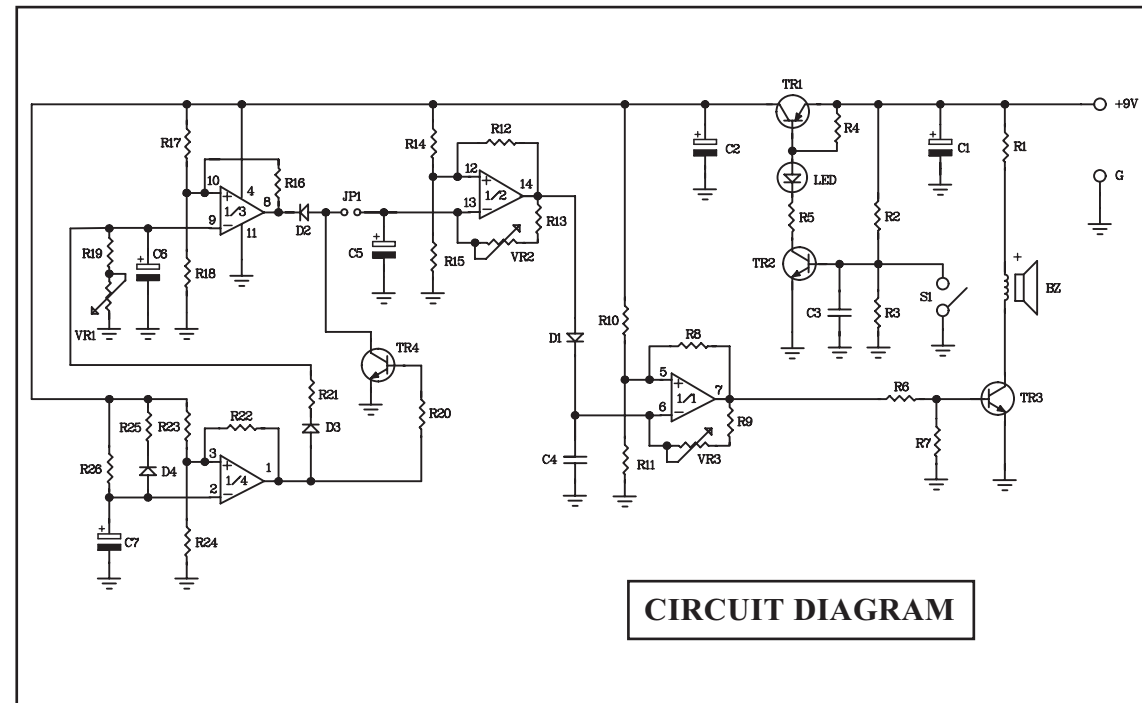 TR1
+9V
R17
R14
R12
C2
R4
C1
R1
G
10
4
R16
12
14
LED
1/3
8
JP1
1/2
9
11
D2
13
R13
R5
R2
R19
C6
R18
C5
R15
VR2
TR2
S1
+
BZ
VR1
C3
R3
R10
D1
R8
TR4
5
1/1
7
R6
TR3
R21
6
R9
R20
R7
R25
R23
R22
D3
VR3
R26
D4
3
1/4
1
C4
R11
2
C7
R24
CIRCUIT DIAGRAM